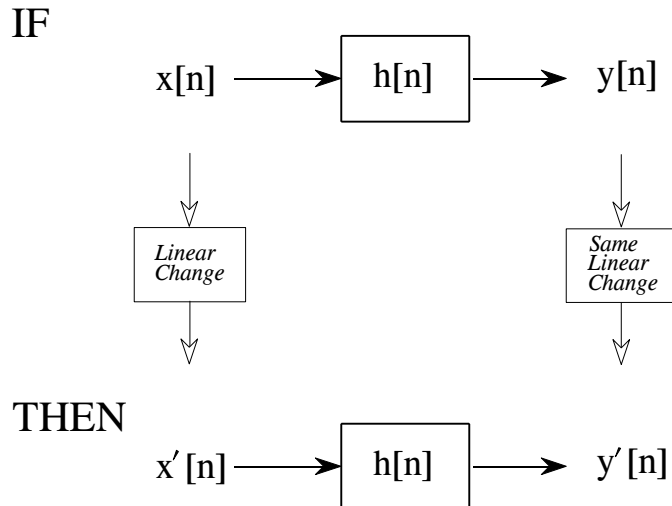 IF
x[n] h[n] y[n]
Linear
Change
Same
Linear
Change
THEN
x′[n] h[n] y′[n]